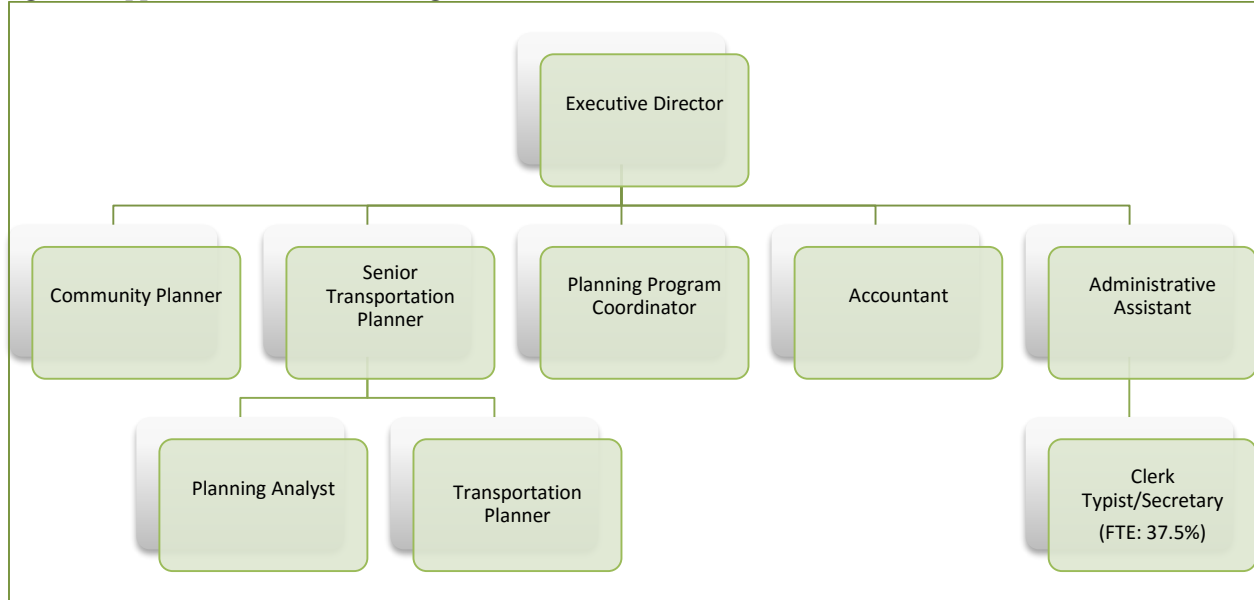 Executive Director
Community Planner
Senior
Transportation
Planner
Planning Program
Coordinator
Accountant
Administrative
Assistant
Planning Analyst
Transportation
Planner
Clerk
Typist/Secretary
(FTE: 37.5%)